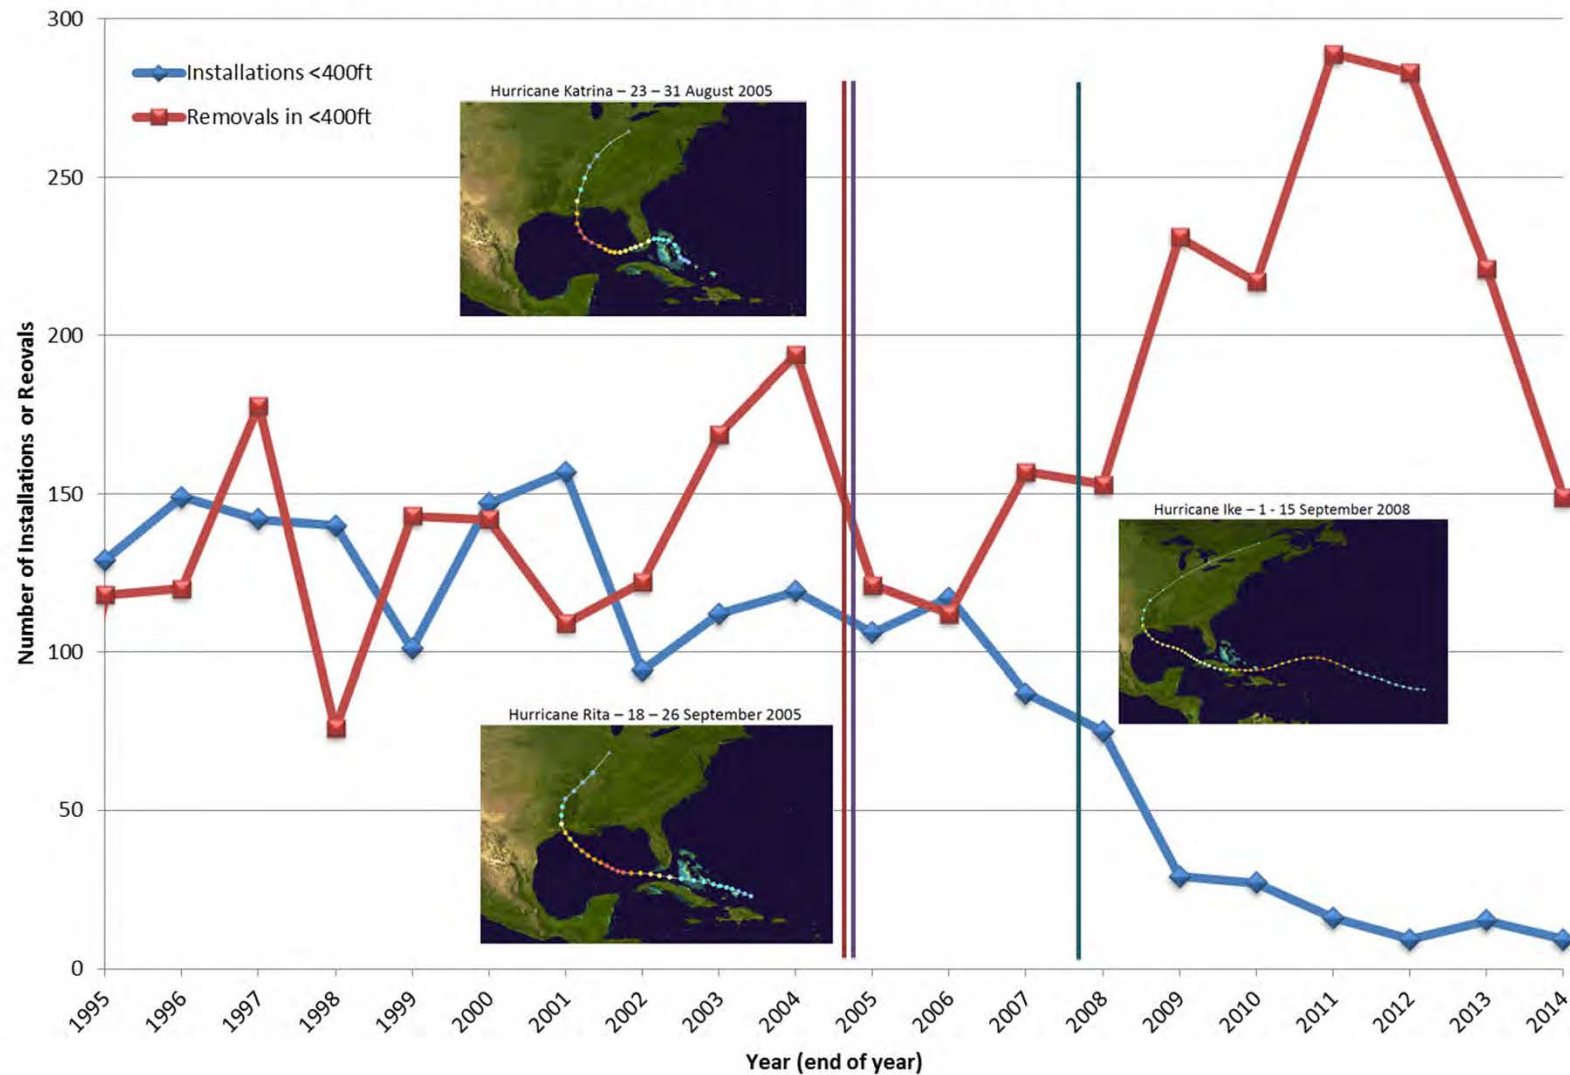 300
250
200
150
100
50
0
Number of Installations or Reovals
Installations <400ft
Removals in <400ft
Hurricane Katrina – 23 – 31 August 2005
Hurricane Ike – 1 - 15 September 2008
Hurricane Rita – 18 – 26 September 2005
1995 1996 1997 1998 1999 2000 2001 2002 2003 2004 2005 2006 2007 2008 2009 2010 2011 2012 2013 2014
Year (end of year)